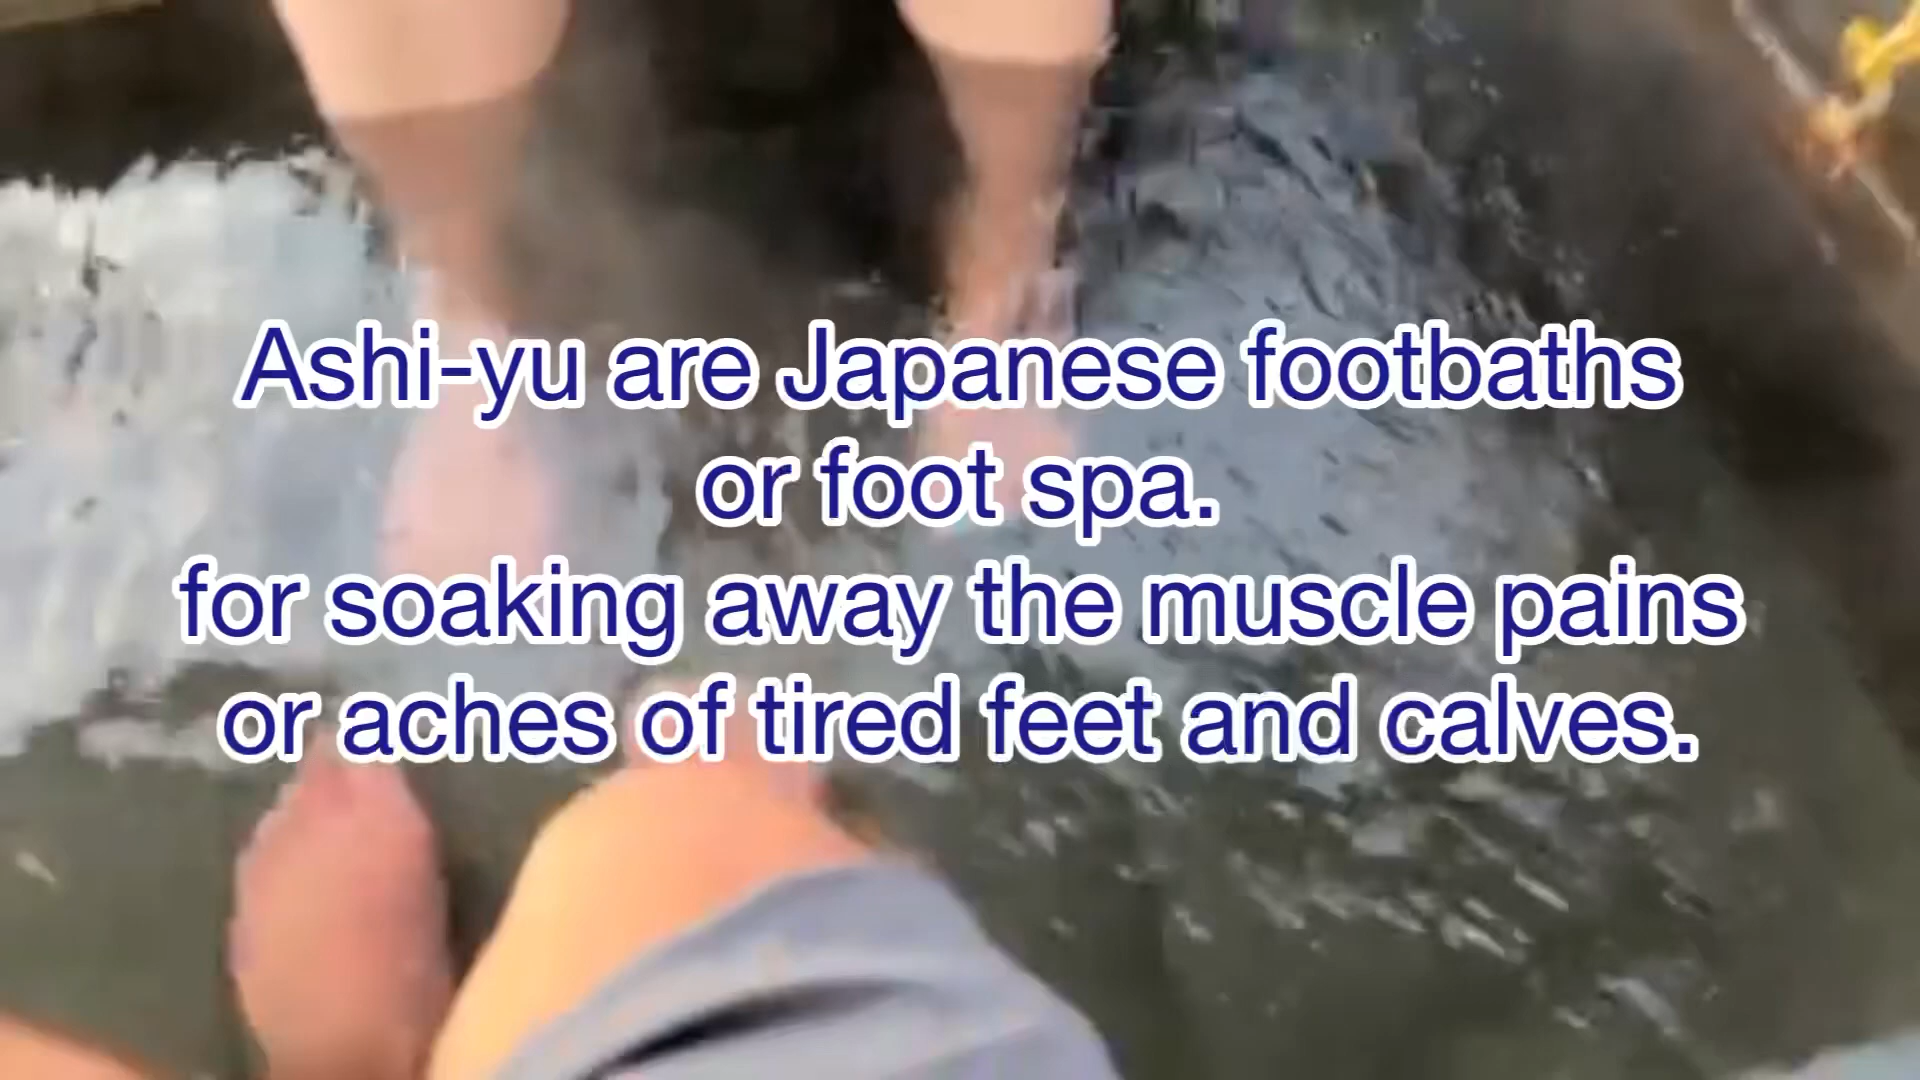 Ashi-yu are Japanese footbaths
or foot spa.
for soaking away the muscle pains
or aches of tired feet and calves.